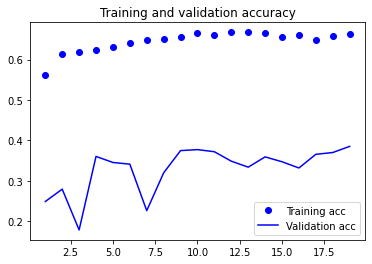 Training and validation accuracy
0.6
0.5
0.4
0.3
0.2
Training acc
Validation acc
2.5 5.0 7.5 10.0 12.5 15.0 17.5